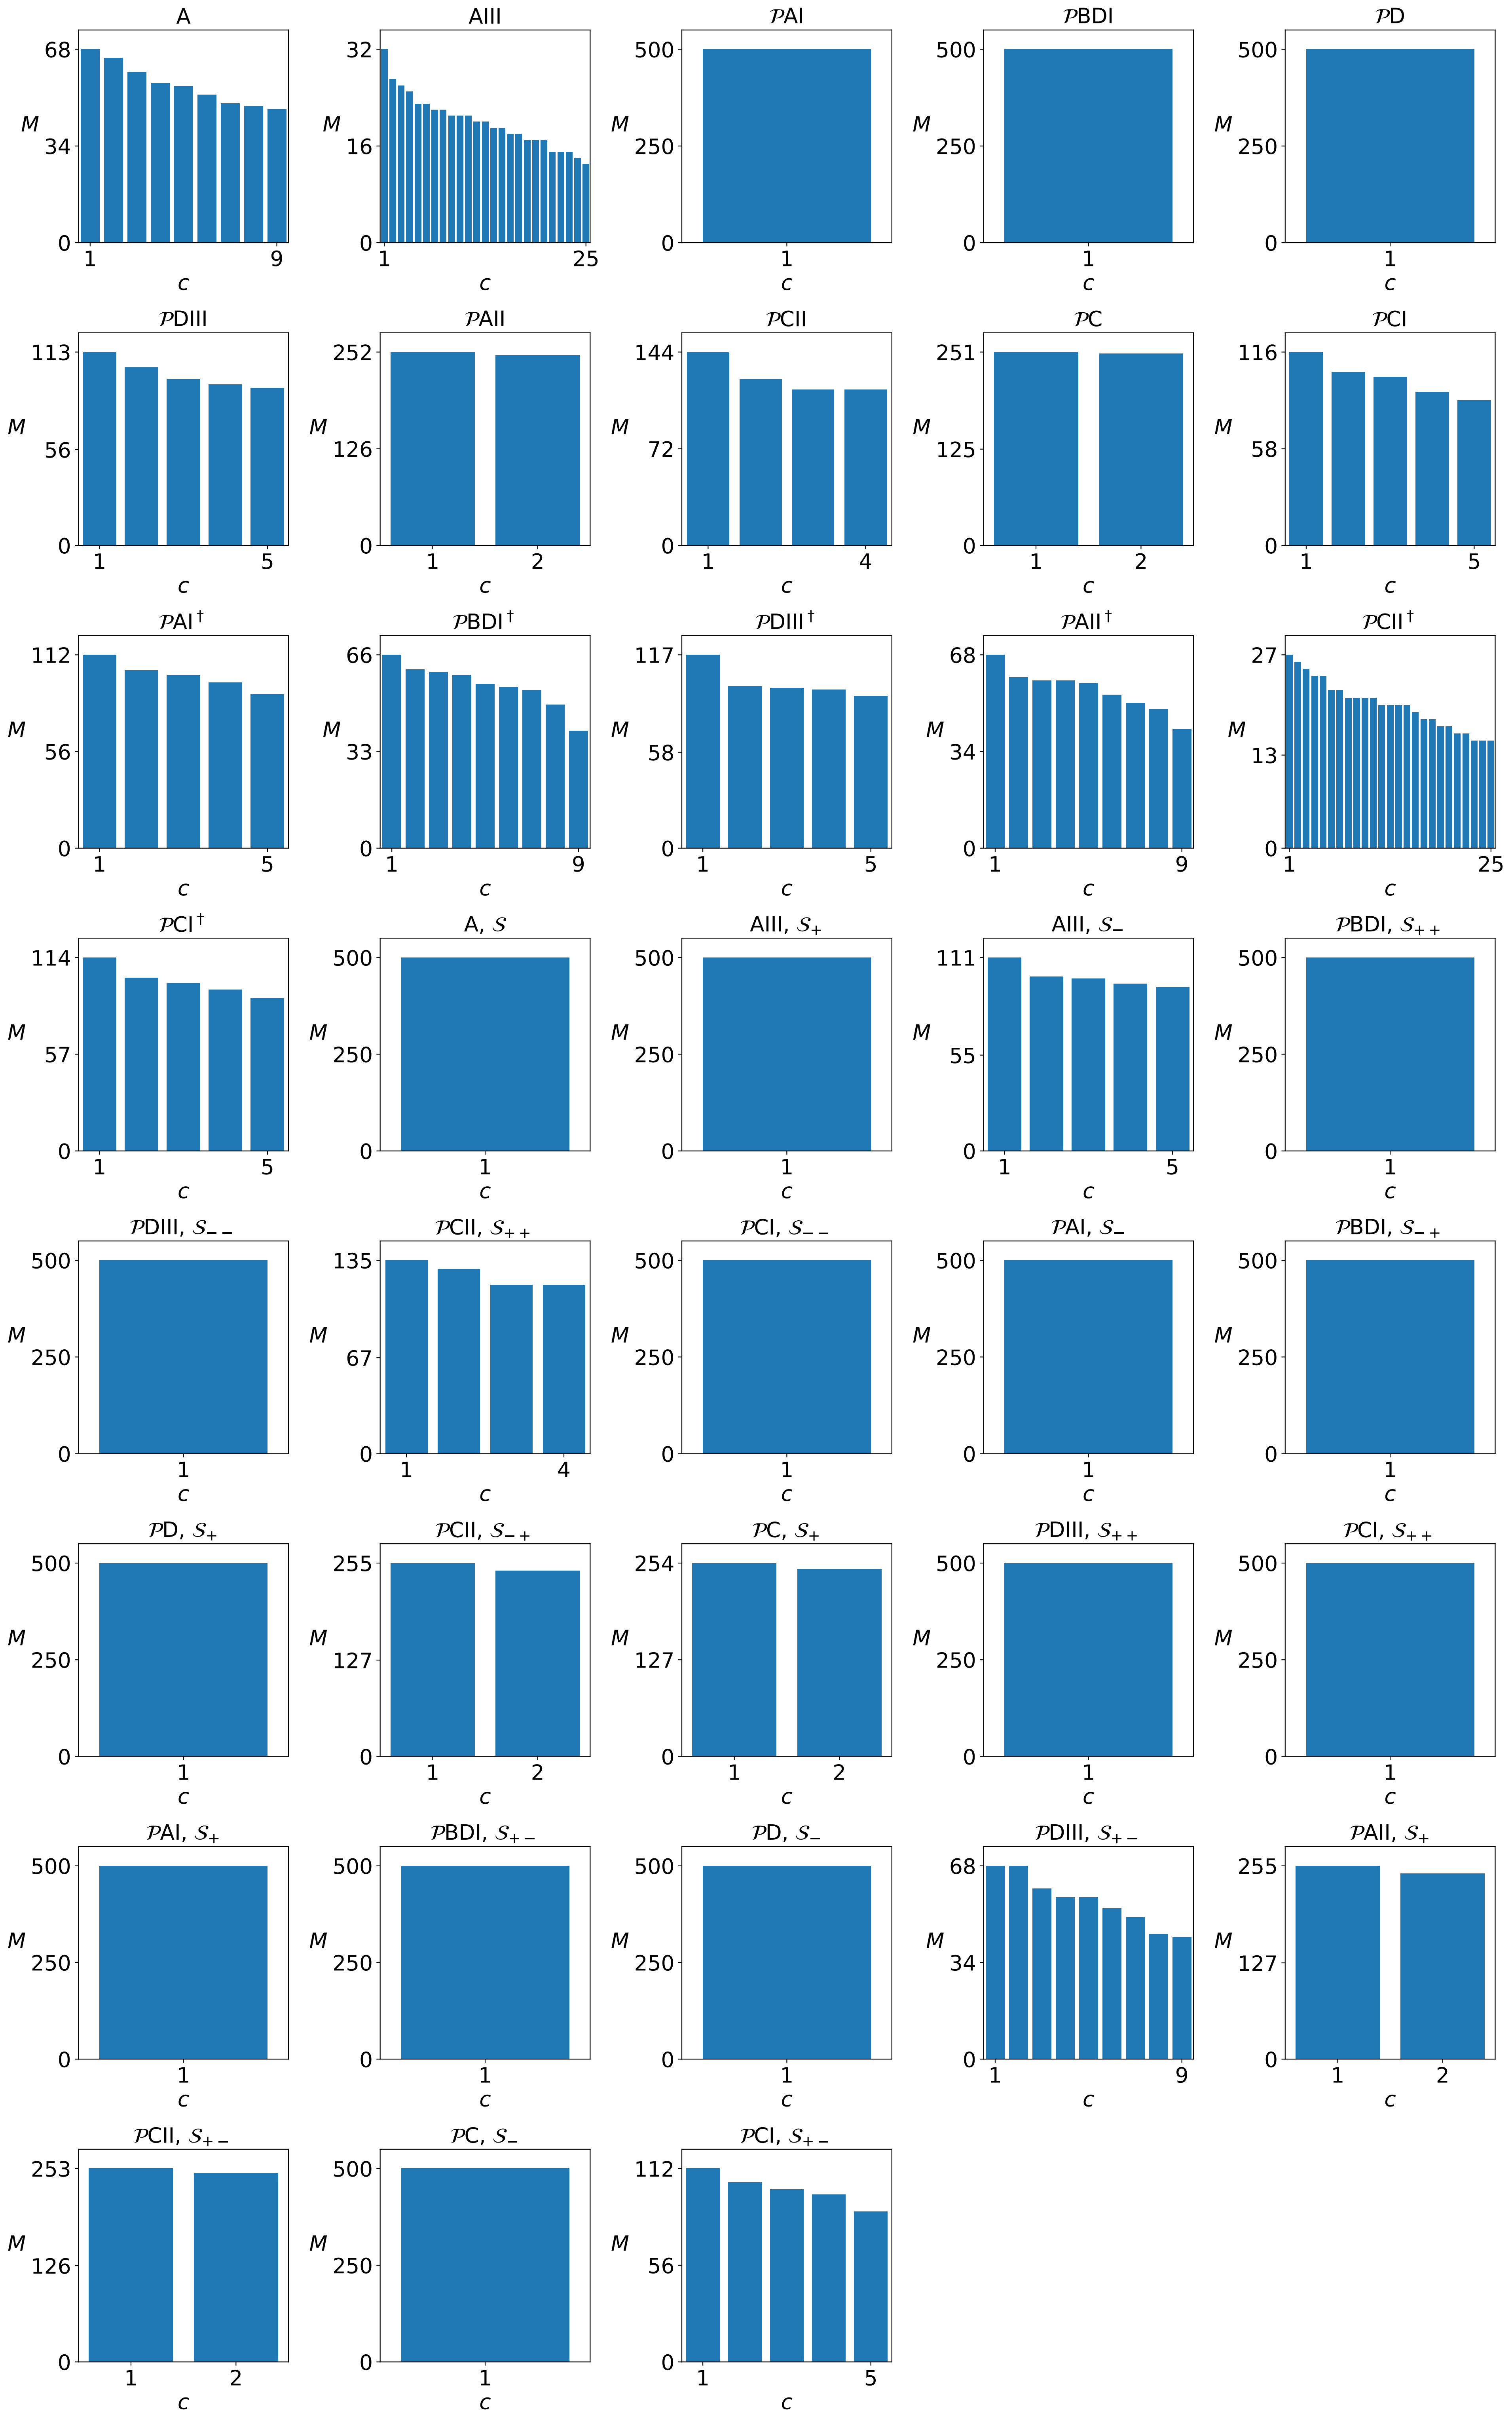 A AIII 𝒫AI 𝒫BDI 𝒫D
68 32 500 500 500
M M M M M
34 16 250 250 250
0 0 0 0 0
1 9 1 25 1 1 1
c c c c c
𝒫DIII 𝒫AII 𝒫CII 𝒫C 𝒫CI
113 252 144 251 116
M M M M M
56 126 72 125 58
0 0 0 0 0
1 5 1 2 1 4 1 2 1 5
c c c c c
𝒫AI† 𝒫BDI† 𝒫DIII† 𝒫AII† 𝒫CII†
112 66 117 68 27
M M M M M
56 33 58 34 13
0 0 0 0 0
1 5 1 9 1 5 1 9 1 25
c c c c c
𝒫CI† A, 𝒮 AIII, 𝒮₊ AIII, 𝒮₋ 𝒫BDI, 𝒮₊₊
114 500 500 111 500
M M M M M
57 250 250 55 250
0 0 0 0 0
1 5 1 1 1 5 1
c c c c c
𝒫DIII, 𝒮₋₋ 𝒫CII, 𝒮₊₊ 𝒫CI, 𝒮₋₋ 𝒫AI, 𝒮₋ 𝒫BDI, 𝒮₋₊
500 135 500 500 500
M M M M M
250 67 250 250 250
0 0 0 0 0
1 1 4 1 1 1
c c c c c
𝒫D, 𝒮₊ 𝒫CII, 𝒮₋₊ 𝒫C, 𝒮₊ 𝒫DIII, 𝒮₊₊ 𝒫CI, 𝒮₊₊
500 255 254 500 500
M M M M M
250 127 127 250 250
0 0 0 0 0
1 1 2 1 2 1 1
c c c c c
𝒫AI, 𝒮₊ 𝒫BDI, 𝒮₊₋ 𝒫D, 𝒮₋ 𝒫DIII, 𝒮₊₋ 𝒫AII, 𝒮₊
500 500 500 68 255
M M M M M
250 250 250 34 127
0 0 0 0 0
1 1 1 1 9 1 2
c c c c c
𝒫CII, 𝒮₊₋ 𝒫C, 𝒮₋ 𝒫CI, 𝒮₊₋
253 500 112
M M M
126 250 56
0 0 0
1 2 1 1 5
c c c